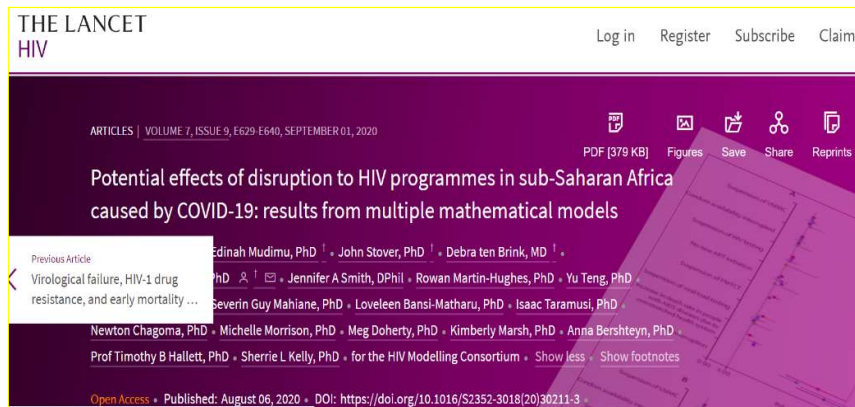 THE LANCET
HIV
Log in Register Subscribe Claim
ARTICLES | VOLUME 7, ISSUE 9, E629-E640, SEPTEMBER 01, 2020
PDF [379 KB] Figures Save Share Reprints
Potential effects of disruption to HIV programmes in sub-Saharan Africa
caused by COVID-19: results from multiple mathematical models
Edinah Mudimu, PhD † • John Stover, PhD † • Debra ten Brink, MD † •
Previous Article
Virological failure, HIV-1 drug
resistance, and early mortality ...
PhD † • Jennifer A Smith, DPhil • Rowan Martin-Hughes, PhD • Yu Teng, PhD •
Severin Guy Mahiane, PhD • Loveleen Bansi-Matharu, PhD • Isaac Taramusi, PhD •
Newton Chagoma, PhD • Michelle Morrison, PhD • Meg Doherty, PhD • Kimberly Marsh, PhD • Anna Bershteyn, PhD •
Prof Timothy B Hallett, PhD • Sherrie L Kelly, PhD • for the HIV Modelling Consortium • Show less • Show footnotes
Open Access • Published: August 06, 2020 • DOI: https://doi.org/10.1016/S2352-3018(20)30211-3 •